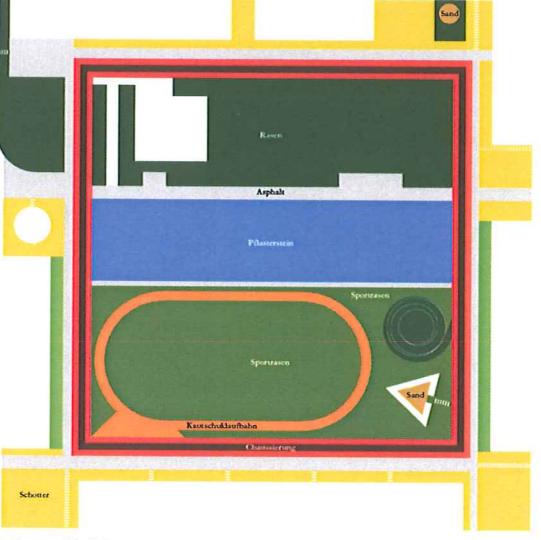 Sand
Rasen
Asphalt
Pflasterstein
Sportrasen
Sportrasen
Sand
Kautschuklaufbahn
Chaussierung
Schotter